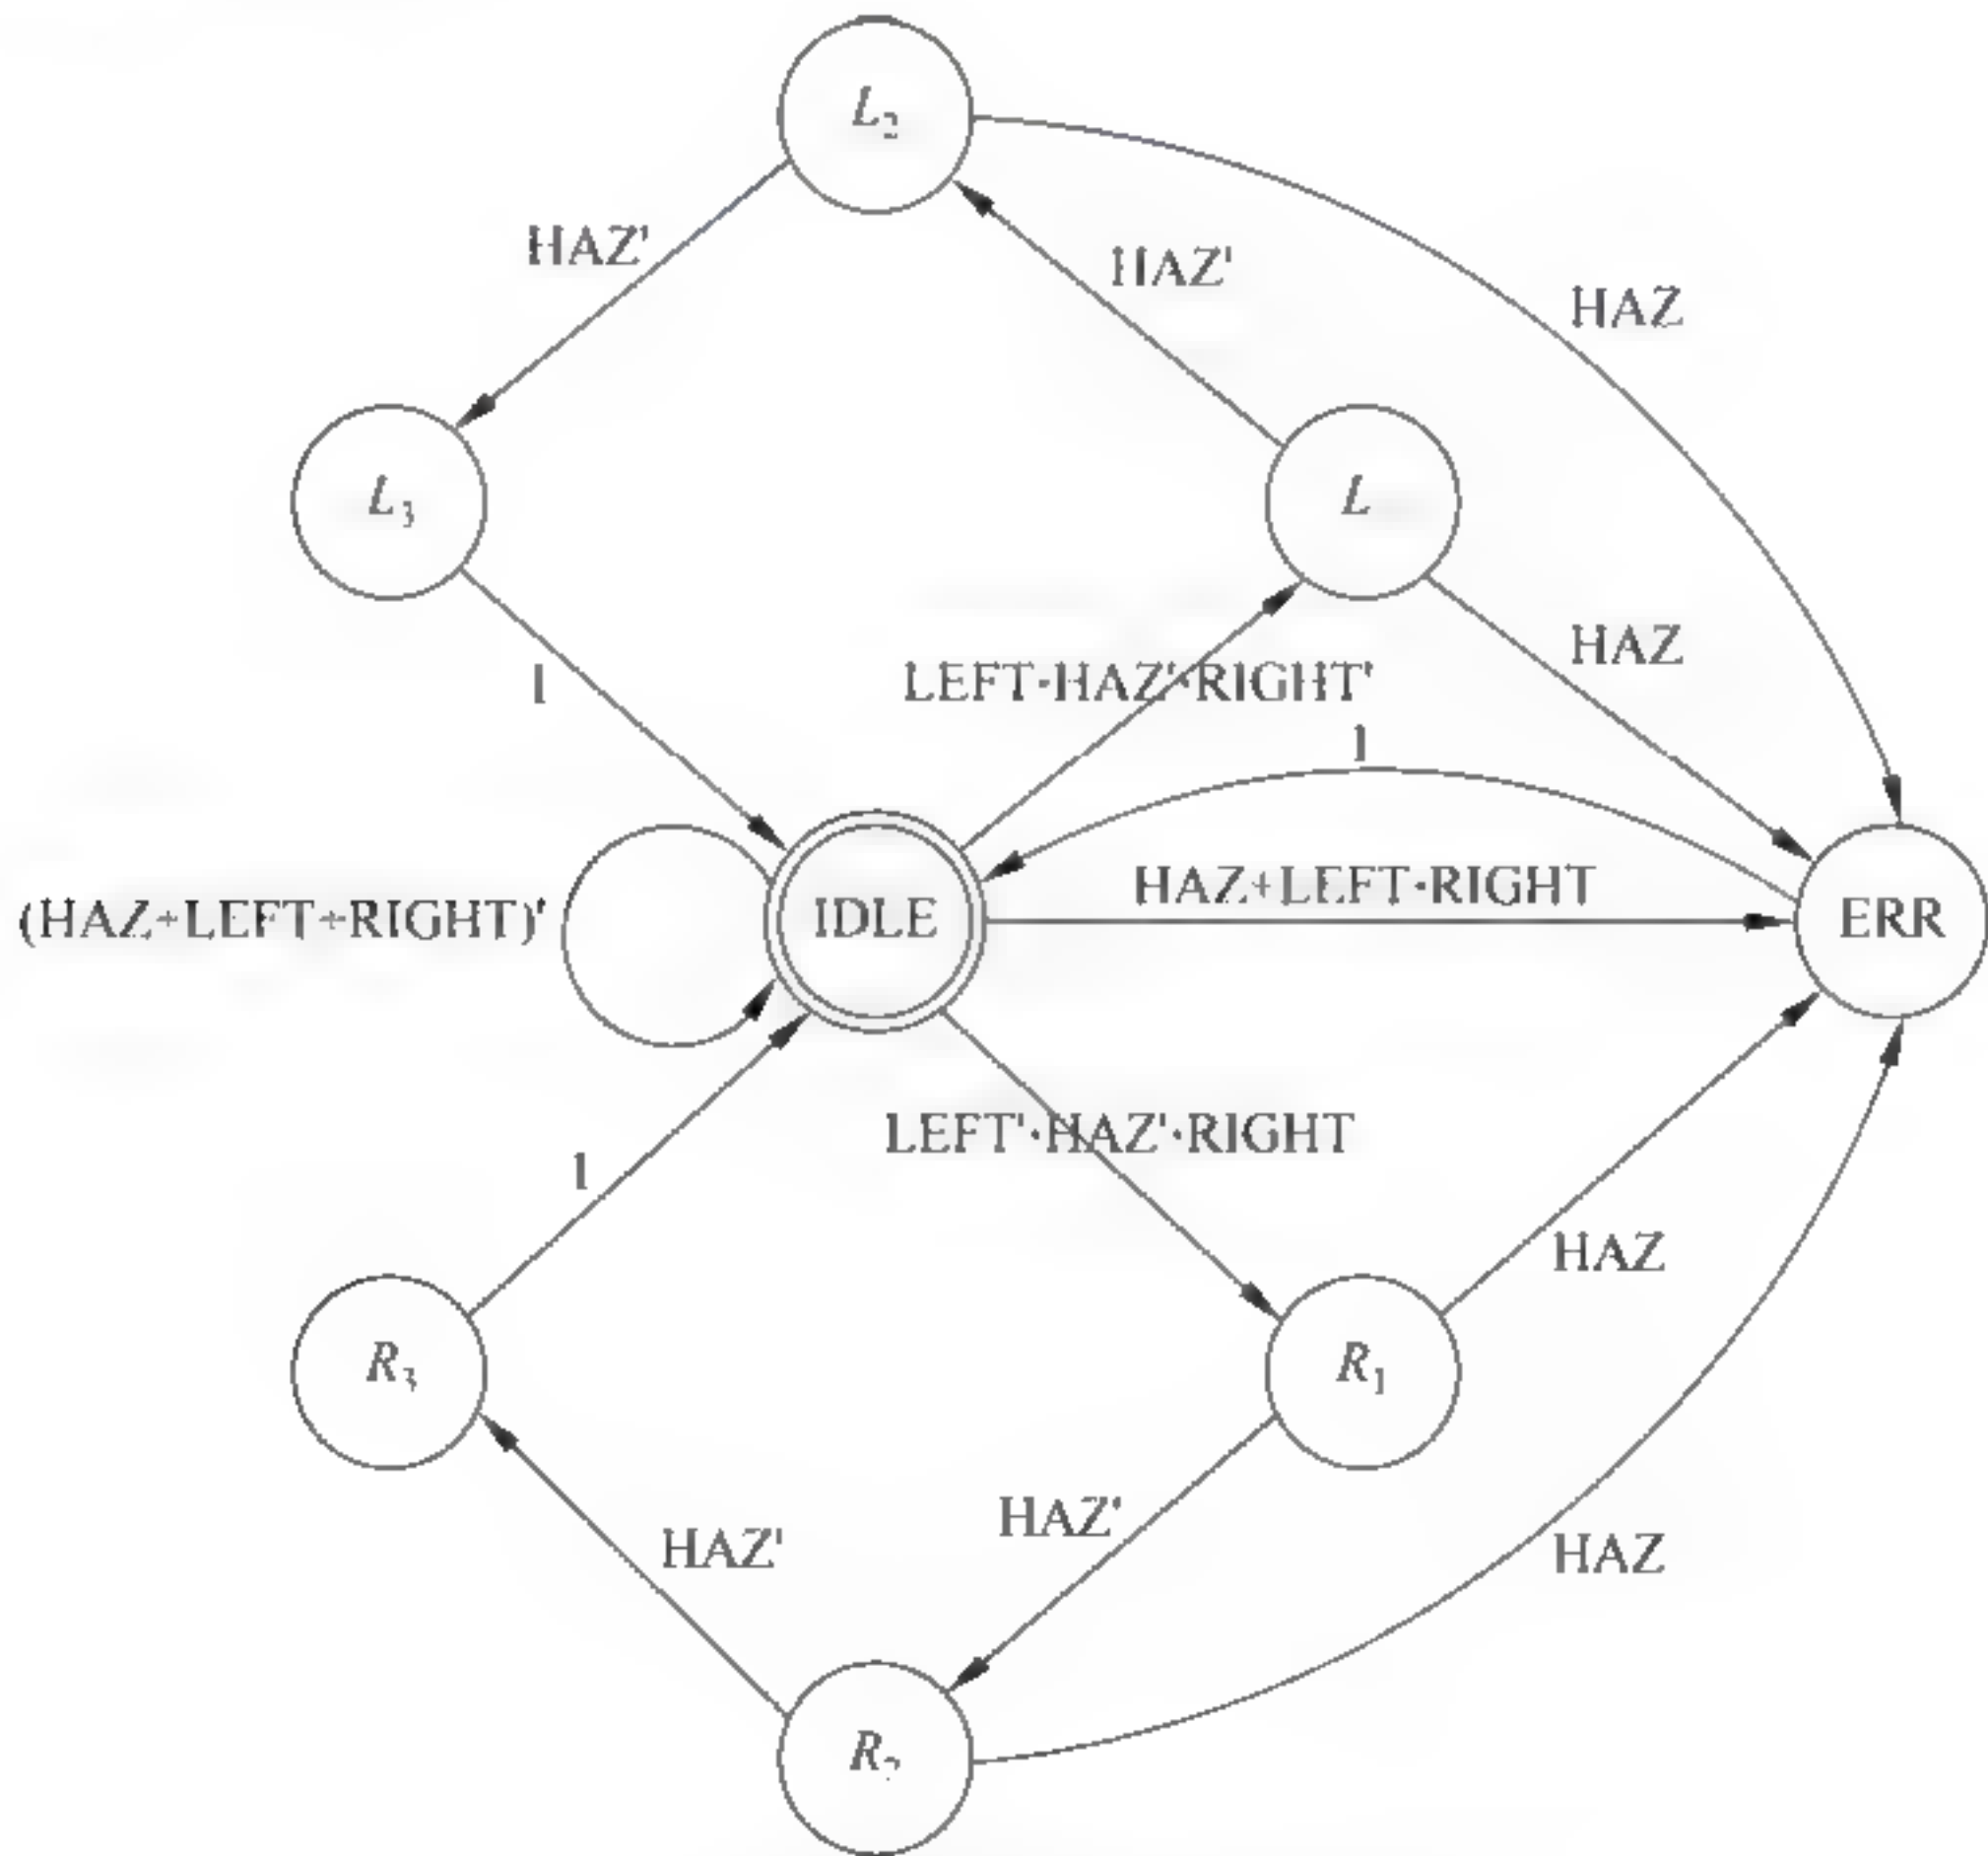 L₂
HAZ'
HAZ'
HAZ
L₃
L
HAZ
1
LEFT·HAZ'·RIGHT'
1
HAZ+LEFT·RIGHT
(HAZ+LEFT+RIGHT)'
IDLE
ERR
LEFT'·HAZ'·RIGHT
1
HAZ
R₃
R₁
HAZ'
HAZ'
HAZ
R₂